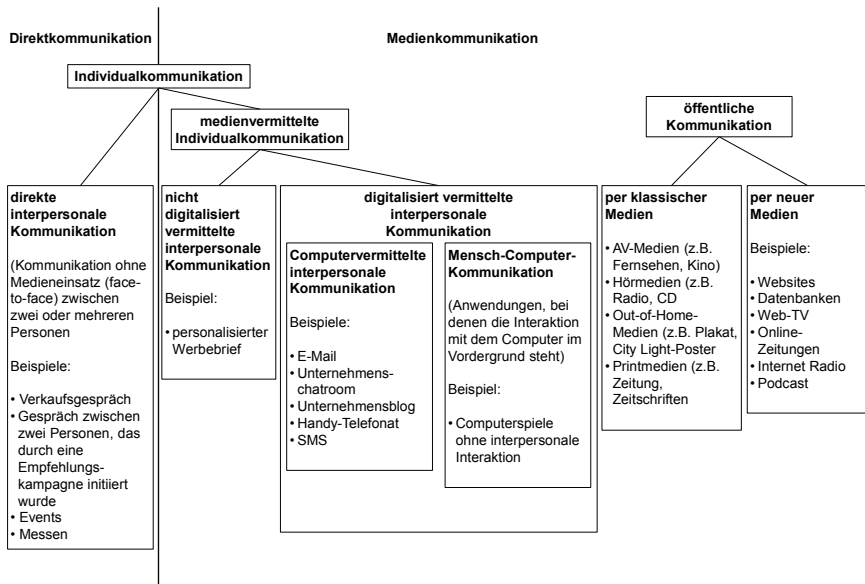 Direktkommunikation
Medienkommunikation
Individualkommunikation
medienvermittelte
Individualkommunikation
öffentliche
Kommunikation
direkte
interpersonale
Kommunikation
(Kommunikation ohne
Medieneinsatz (face-
to-face) zwischen
zwei oder mehreren
Personen
Beispiele:
• Verkaufsgespräch
• Gespräch zwischen
zwei Personen, das
durch eine
Empfehlungs-
kampagne initiiert
wurde
• Events
• Messen
nicht
digitalisiert
vermittelte
interpersonale
Kommunikation
Beispiel:
• personalisierter
Werbebrief
digitalisiert vermittelte
interpersonale
Kommunikation
Computervermittelte
interpersonale
Kommunikation
Beispiele:
• E-Mail
• Unternehmens-
chatroom
• Unternehmensblog
• Handy-Telefonat
• SMS
Mensch-Computer-
Kommunikation
(Anwendungen, bei
denen die Interaktion
mit dem Computer im
Vordergrund steht)
Beispiel:
• Computerspiele
ohne interpersonale
Interaktion
per klassischer
Medien
• AV-Medien (z.B.
Fernsehen, Kino)
• Hörmedien (z.B.
Radio, CD
• Out-of-Home-
Medien (z.B. Plakat,
City Light-Poster
• Printmedien (z.B.
Zeitung,
Zeitschriften
per neuer
Medien
Beispiele:
• Websites
• Datenbanken
• Web-TV
• Online-
Zeitungen
• Internet Radio
• Podcast